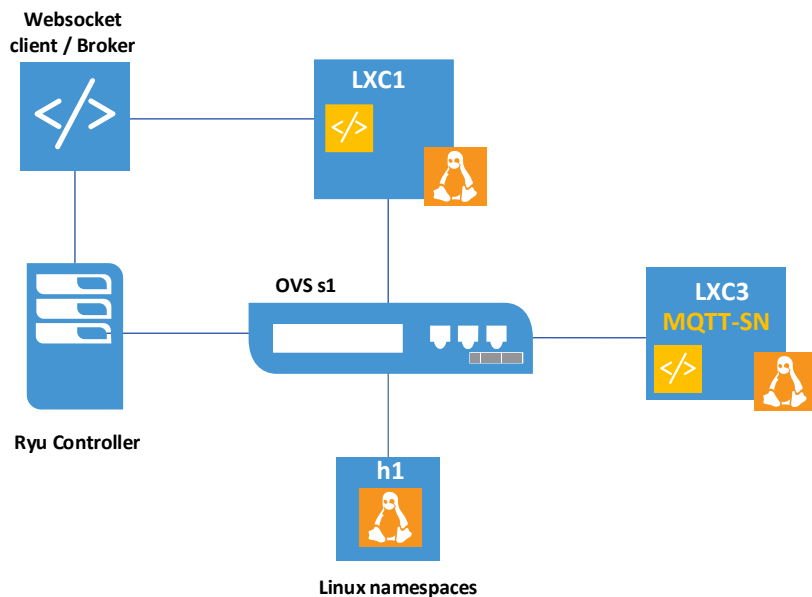 Websocket
client / Broker
</>
LXC1
</>
OVS s1
LXC3
MQTT-SN
</>
Ryu Controller
h1
Linux namespaces